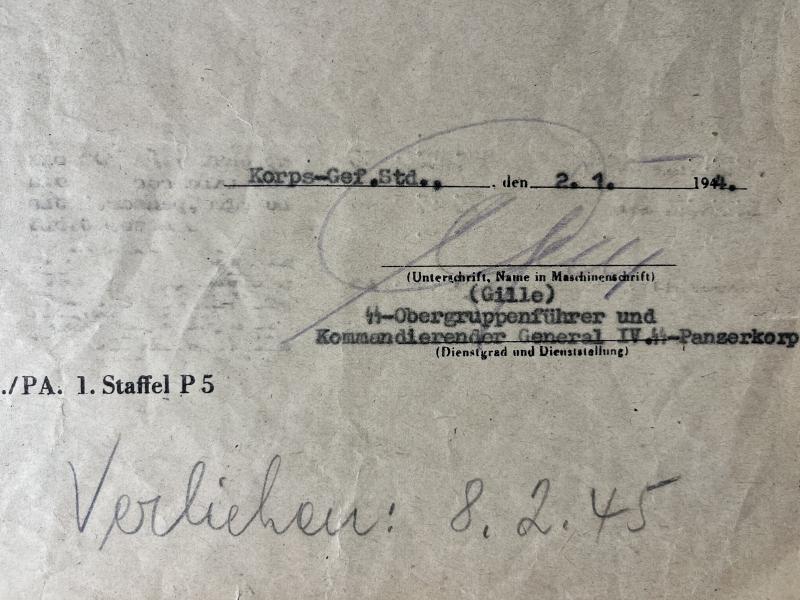 Korps-Gef.Std., , den 2. 1. 1944.
(Unterschrift, Name in Maschinenschrift)
(Gille)
ᛋᛋ-Obergruppenführer und
Kommandierender General IV.ᛋᛋ-Panzerkorp
(Dienstgrad und Dienststellung)
./PA. 1. Staffel P 5
Verliehen: 8. 2. 45